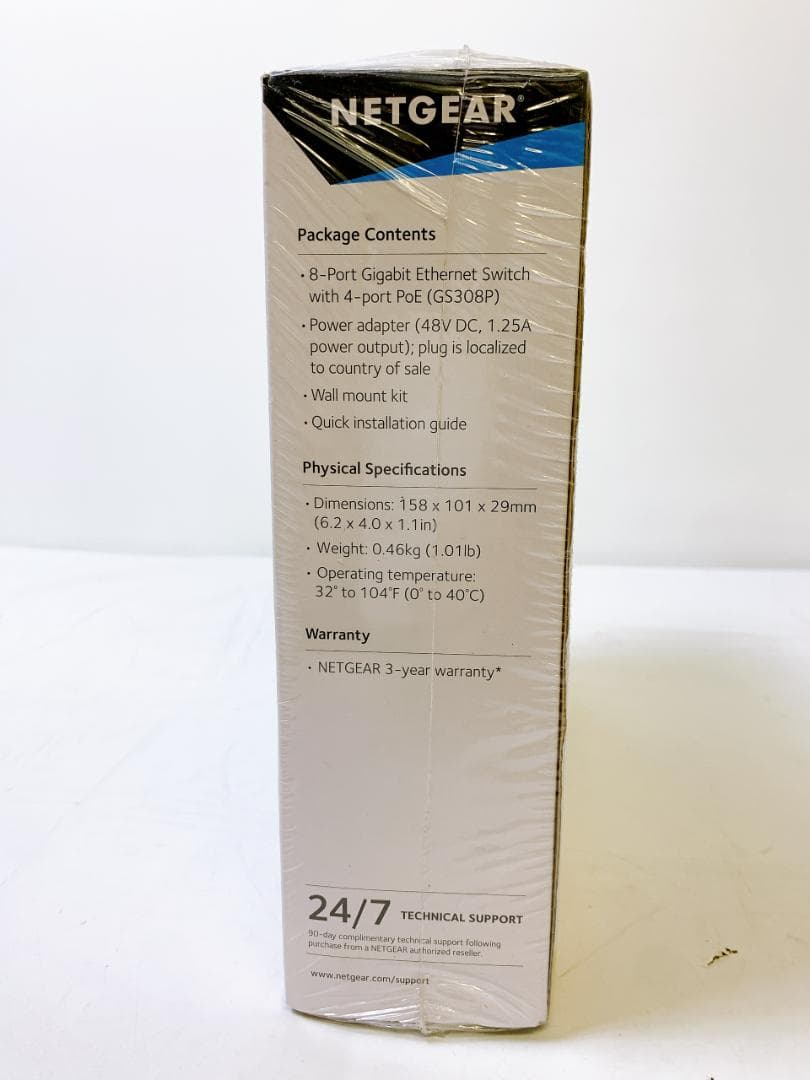 NETGEAR®
Package Contents
• 8-Port Gigabit Ethernet Switch
with 4-port PoE (GS308P)
• Power adapter (48V DC, 1.25A
power output); plug is localized
to country of sale
• Wall mount kit
• Quick installation guide
Physical Specifications
• Dimensions: 158 x 101 x 29mm
(6.2 x 4.0 x 1.1in)
• Weight: 0.46kg (1.01lb)
• Operating temperature:
32° to 104°F (0° to 40°C)
Warranty
• NETGEAR 3-year warranty*
24/7 TECHNICAL SUPPORT
90-day complimentary technical support following
purchase from a NETGEAR authorized reseller.
www.netgear.com/support